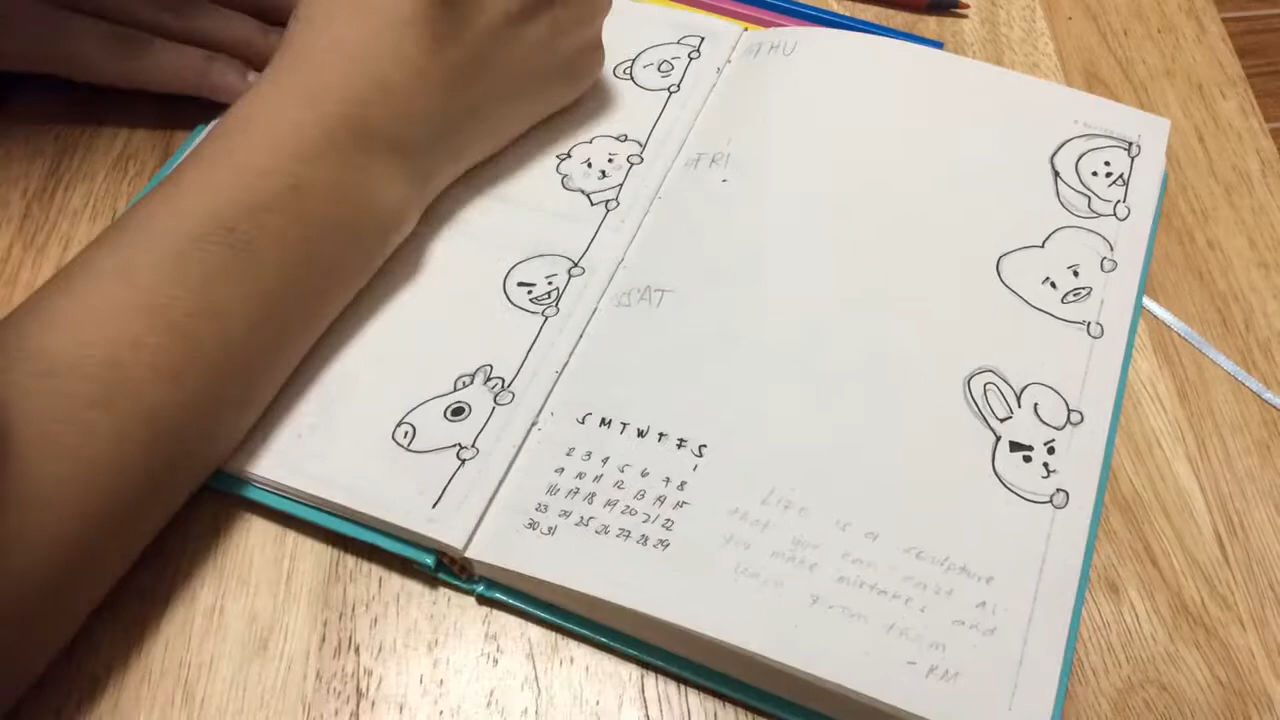 THU
FRI
SAT
S M T W T F S
1
2 3 4 5 6 7 8
9 10 11 12 13 14 15
16 17 18 19 20 21 22
23 24 25 26 27 28 29
30 31
Life is a sculpture
that you can cast as
you make mistakes and
learn from them
- RM